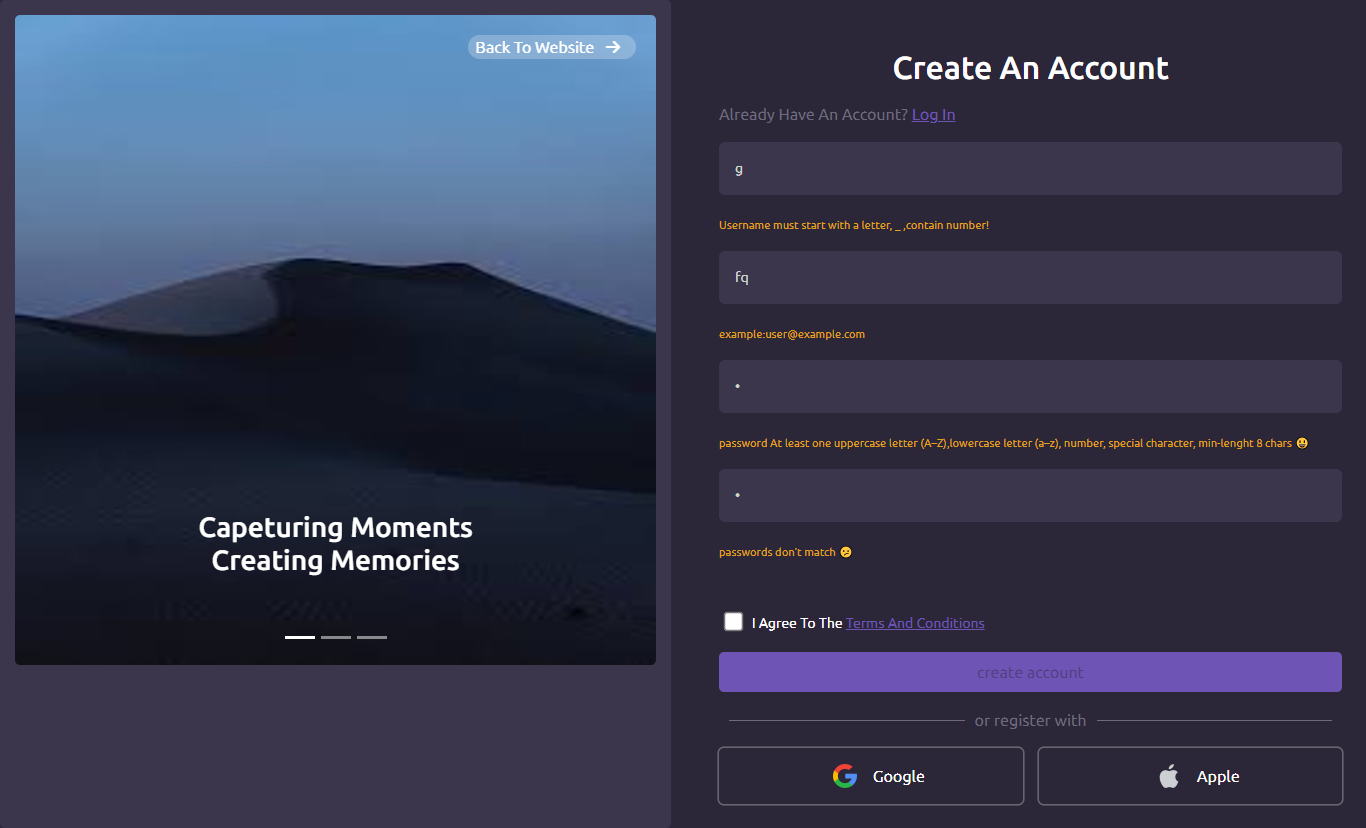 Back To Website →
Capeturing Moments
Creating Memories
Create An Account
Already Have An Account? Log In
g
Username must start with a letter, _ ,contain number!
fq
example:user@example.com
•
password At least one uppercase letter (A–Z),lowercase letter (a–z), number, special character, min-lenght 8 chars 😃
•
passwords don't match 😕
I Agree To The Terms And Conditions
create account
or register with
Google
Apple